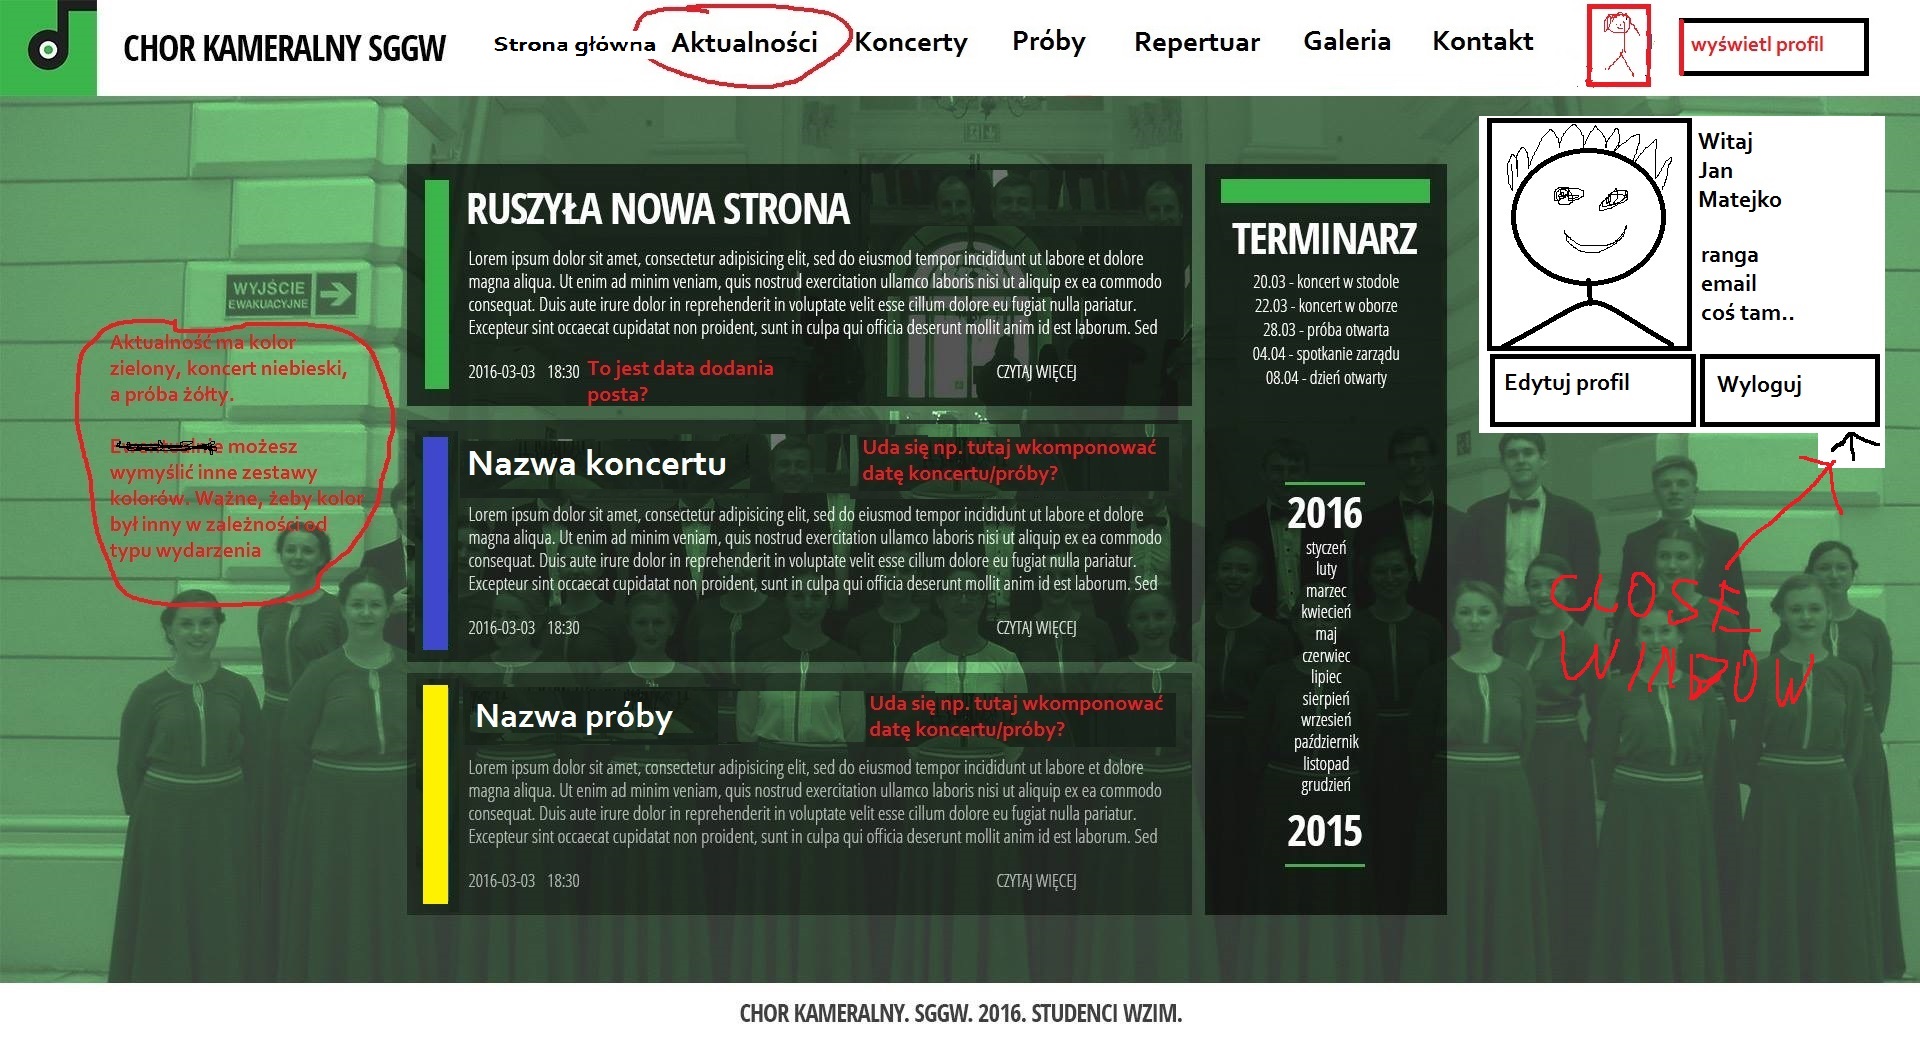 CHOR KAMERALNY SGGW
Strona główna
Aktualności
Koncerty
Próby
Repertuar
Galeria
Kontakt
wyświetl profil
Witaj
Jan
Matejko
ranga
email
coś tam..
Edytuj profil
Wyloguj
CLOSE
WINDOW
WYJŚCIE
EWAKUACYJNE
Aktualność ma kolor
zielony, koncert niebieski,
a próba żółty.
możesz
wymyślić inne zestawy
kolorów. Ważne, żeby kolor
był inny w zależności od
typu wydarzenia
RUSZYŁA NOWA STRONA
Lorem ipsum dolor sit amet, consectetur adipisicing elit, sed do eiusmod tempor incididunt ut labore et dolore
magna aliqua. Ut enim ad minim veniam, quis nostrud exercitation ullamco laboris nisi ut aliquip ex ea commodo
consequat. Duis aute irure dolor in reprehenderit in voluptate velit esse cillum dolore eu fugiat nulla pariatur.
Excepteur sint occaecat cupidatat non proident, sunt in culpa qui officia deserunt mollit anim id est laborum. Sed
2016-03-03 18:30
To jest data dodania
posta?
CZYTAJ WIĘCEJ
Nazwa koncertu
Uda się np. tutaj wkomponować
datę koncertu/próby?
Lorem ipsum dolor sit amet, consectetur adipisicing elit, sed do eiusmod tempor incididunt ut labore et dolore
magna aliqua. Ut enim ad minim veniam, quis nostrud exercitation ullamco laboris nisi ut aliquip ex ea commodo
consequat. Duis aute irure dolor in reprehenderit in voluptate velit esse cillum dolore eu fugiat nulla pariatur.
Excepteur sint occaecat cupidatat non proident, sunt in culpa qui officia deserunt mollit anim id est laborum. Sed
2016-03-03 18:30
CZYTAJ WIĘCEJ
Nazwa próby
Uda się np. tutaj wkomponować
datę koncertu/próby?
Lorem ipsum dolor sit amet, consectetur adipisicing elit, sed do eiusmod tempor incididunt ut labore et dolore
magna aliqua. Ut enim ad minim veniam, quis nostrud exercitation ullamco laboris nisi ut aliquip ex ea commodo
consequat. Duis aute irure dolor in reprehenderit in voluptate velit esse cillum dolore eu fugiat nulla pariatur.
Excepteur sint occaecat cupidatat non proident, sunt in culpa qui officia deserunt mollit anim id est laborum. Sed
2016-03-03 18:30
CZYTAJ WIĘCEJ
TERMINARZ
20.03 - koncert w stodole
22.03 - koncert w oborze
28.03 - próba otwarta
04.04 - spotkanie zarządu
08.04 - dzień otwarty
2016
styczeń
luty
marzec
kwiecień
maj
czerwiec
lipiec
sierpień
wrzesień
październik
listopad
grudzień
2015
CHOR KAMERALNY. SGGW. 2016. STUDENCI WZIM.